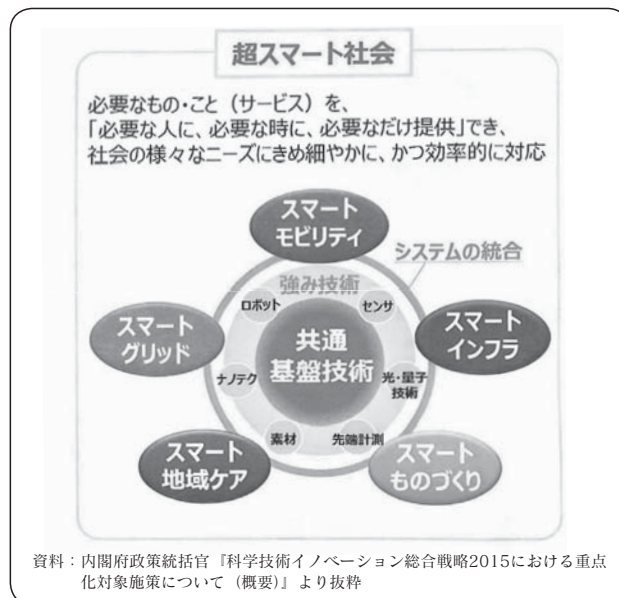 超スマート社会
必要なもの・こと（サービス）を、
「必要な人に、必要な時に、必要なだけ提供」でき、
社会の様々なニーズにきめ細やかに、かつ効率的に対応
スマート
モビリティ
システムの統合
強み技術
ロボット
センサ
スマート
グリッド
共通
基盤技術
スマート
インフラ
ナノテク
光・量子
技術
素材
先端計測
スマート
地域ケア
スマート
ものづくり
資料：内閣府政策統括官『科学技術イノベーション総合戦略2015における重点
化対象施策について（概要）』より抜粋